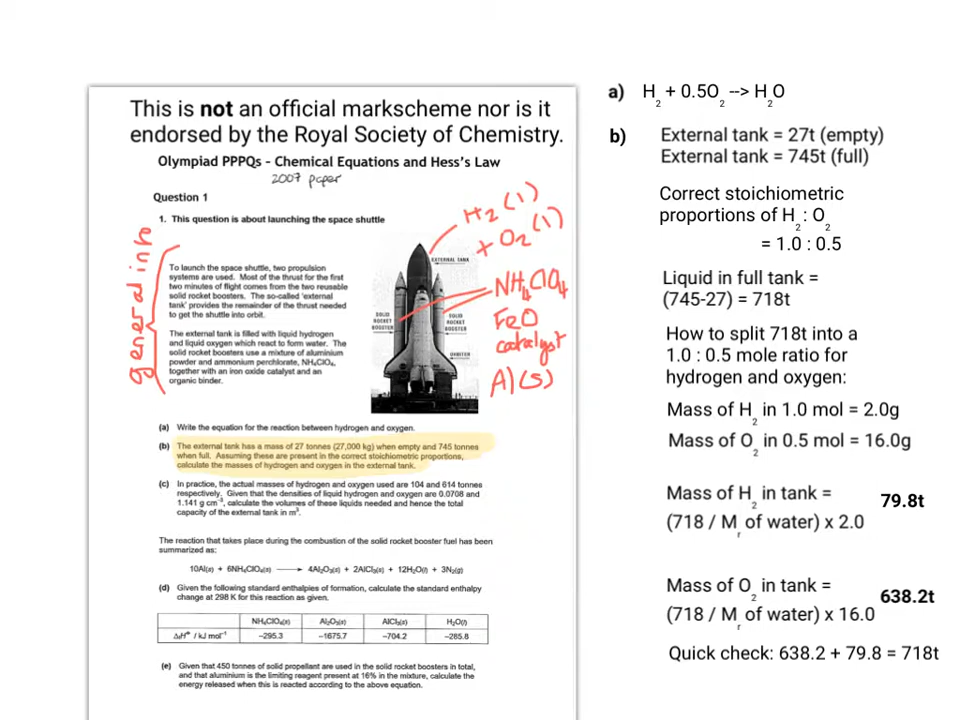 This is not an official markscheme nor is it
endorsed by the Royal Society of Chemistry.
Olympiad PPPQs - Chemical Equations and Hess's Law
2007 paper
Question 1
1. This question is about launching the space shuttle
general info
To launch the space shuttle, two propulsion
systems are used. Most of the thrust for the first
two minutes of flight comes from the two reusable
solid rocket boosters. The so-called 'external
tank' provides the remainder of the thrust needed
to get the shuttle into orbit.
The external tank is filled with liquid hydrogen
and liquid oxygen which react to form water. The
solid rocket boosters use a mixture of aluminium
powder and ammonium perchlorate, NH₄ClO₄,
together with an iron oxide catalyst and an
organic binder.
H₂(l)
+ O₂(l)
EXTERNAL TANK
NH₄ClO₄
FeO
catalyst
Al(s)
SOLID
ROCKET
BOOSTER
SOLID
ROCKET
BOOSTER
ORBITER
(a) Write the equation for the reaction between hydrogen and oxygen.
(b) The external tank has a mass of 27 tonnes (27,000 kg) when empty and 745 tonnes
when full. Assuming these are present in the correct stoichiometric proportions,
calculate the masses of hydrogen and oxygen in the external tank.
(c) In practice, the actual masses of hydrogen and oxygen used are 104 and 614 tonnes
respectively. Given that the densities of liquid hydrogen and oxygen are 0.0708 and
1.141 g cm⁻³, calculate the volumes of these liquids needed and hence the total
capacity of the external tank in m³.
The reaction that takes place during the combustion of the solid rocket booster fuel has been
summarized as:
10Al(s) + 6NH₄ClO₄(s) ⟶ 4Al₂O₃(s) + 2AlCl₃(s) + 12H₂O(l) + 3N₂(g)
(d) Given the following standard enthalpies of formation, calculate the standard enthalpy
change at 298 K for this reaction as given.
NH₄ClO₄(s) Al₂O₃(s) AlCl₃(s) H₂O(l)
ΔfH° / kJ mol⁻¹ −295.3 −1675.7 −704.2 −285.8
(e) Given that 450 tonnes of solid propellant are used in the solid rocket boosters in total,
and that aluminium is the limiting reagent present at 16% in the mixture, calculate the
energy released when this is reacted according to the above equation.
a) H₂ + 0.5O₂ --> H₂O
b) External tank = 27t (empty)
External tank = 745t (full)
Correct stoichiometric
proportions of H₂ : O₂
= 1.0 : 0.5
Liquid in full tank =
(745-27) = 718t
How to split 718t into a
1.0 : 0.5 mole ratio for
hydrogen and oxygen:
Mass of H₂ in 1.0 mol = 2.0g
Mass of O₂ in 0.5 mol = 16.0g
Mass of H₂ in tank =
(718 / Mᵣ of water) x 2.0
79.8t
Mass of O₂ in tank =
(718 / Mᵣ of water) x 16.0
638.2t
Quick check: 638.2 + 79.8 = 718t